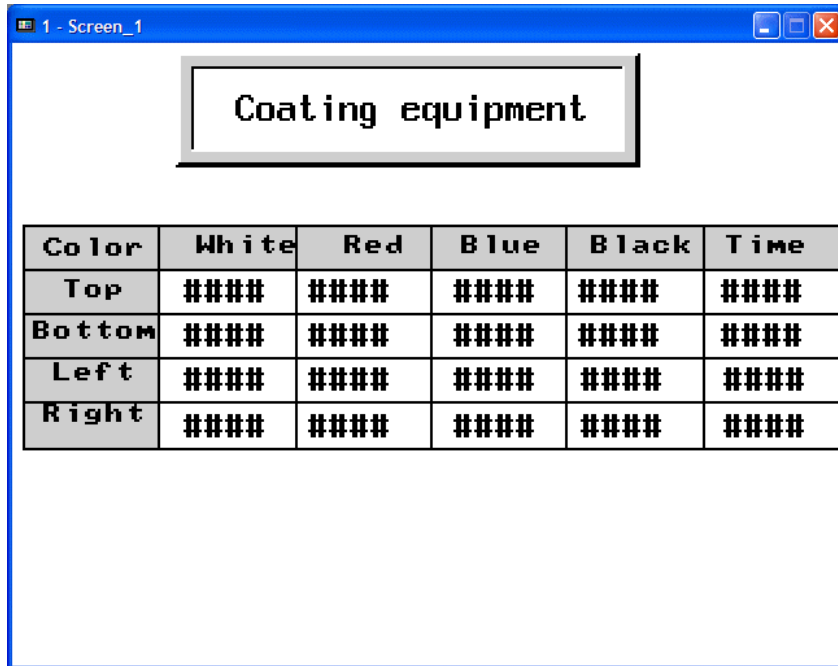 1 - Screen_1
Coating equipment
Color White Red Blue Black Time
Top #### #### #### #### ####
Bottom #### #### #### #### ####
Left #### #### #### #### ####
Right #### #### #### #### ####